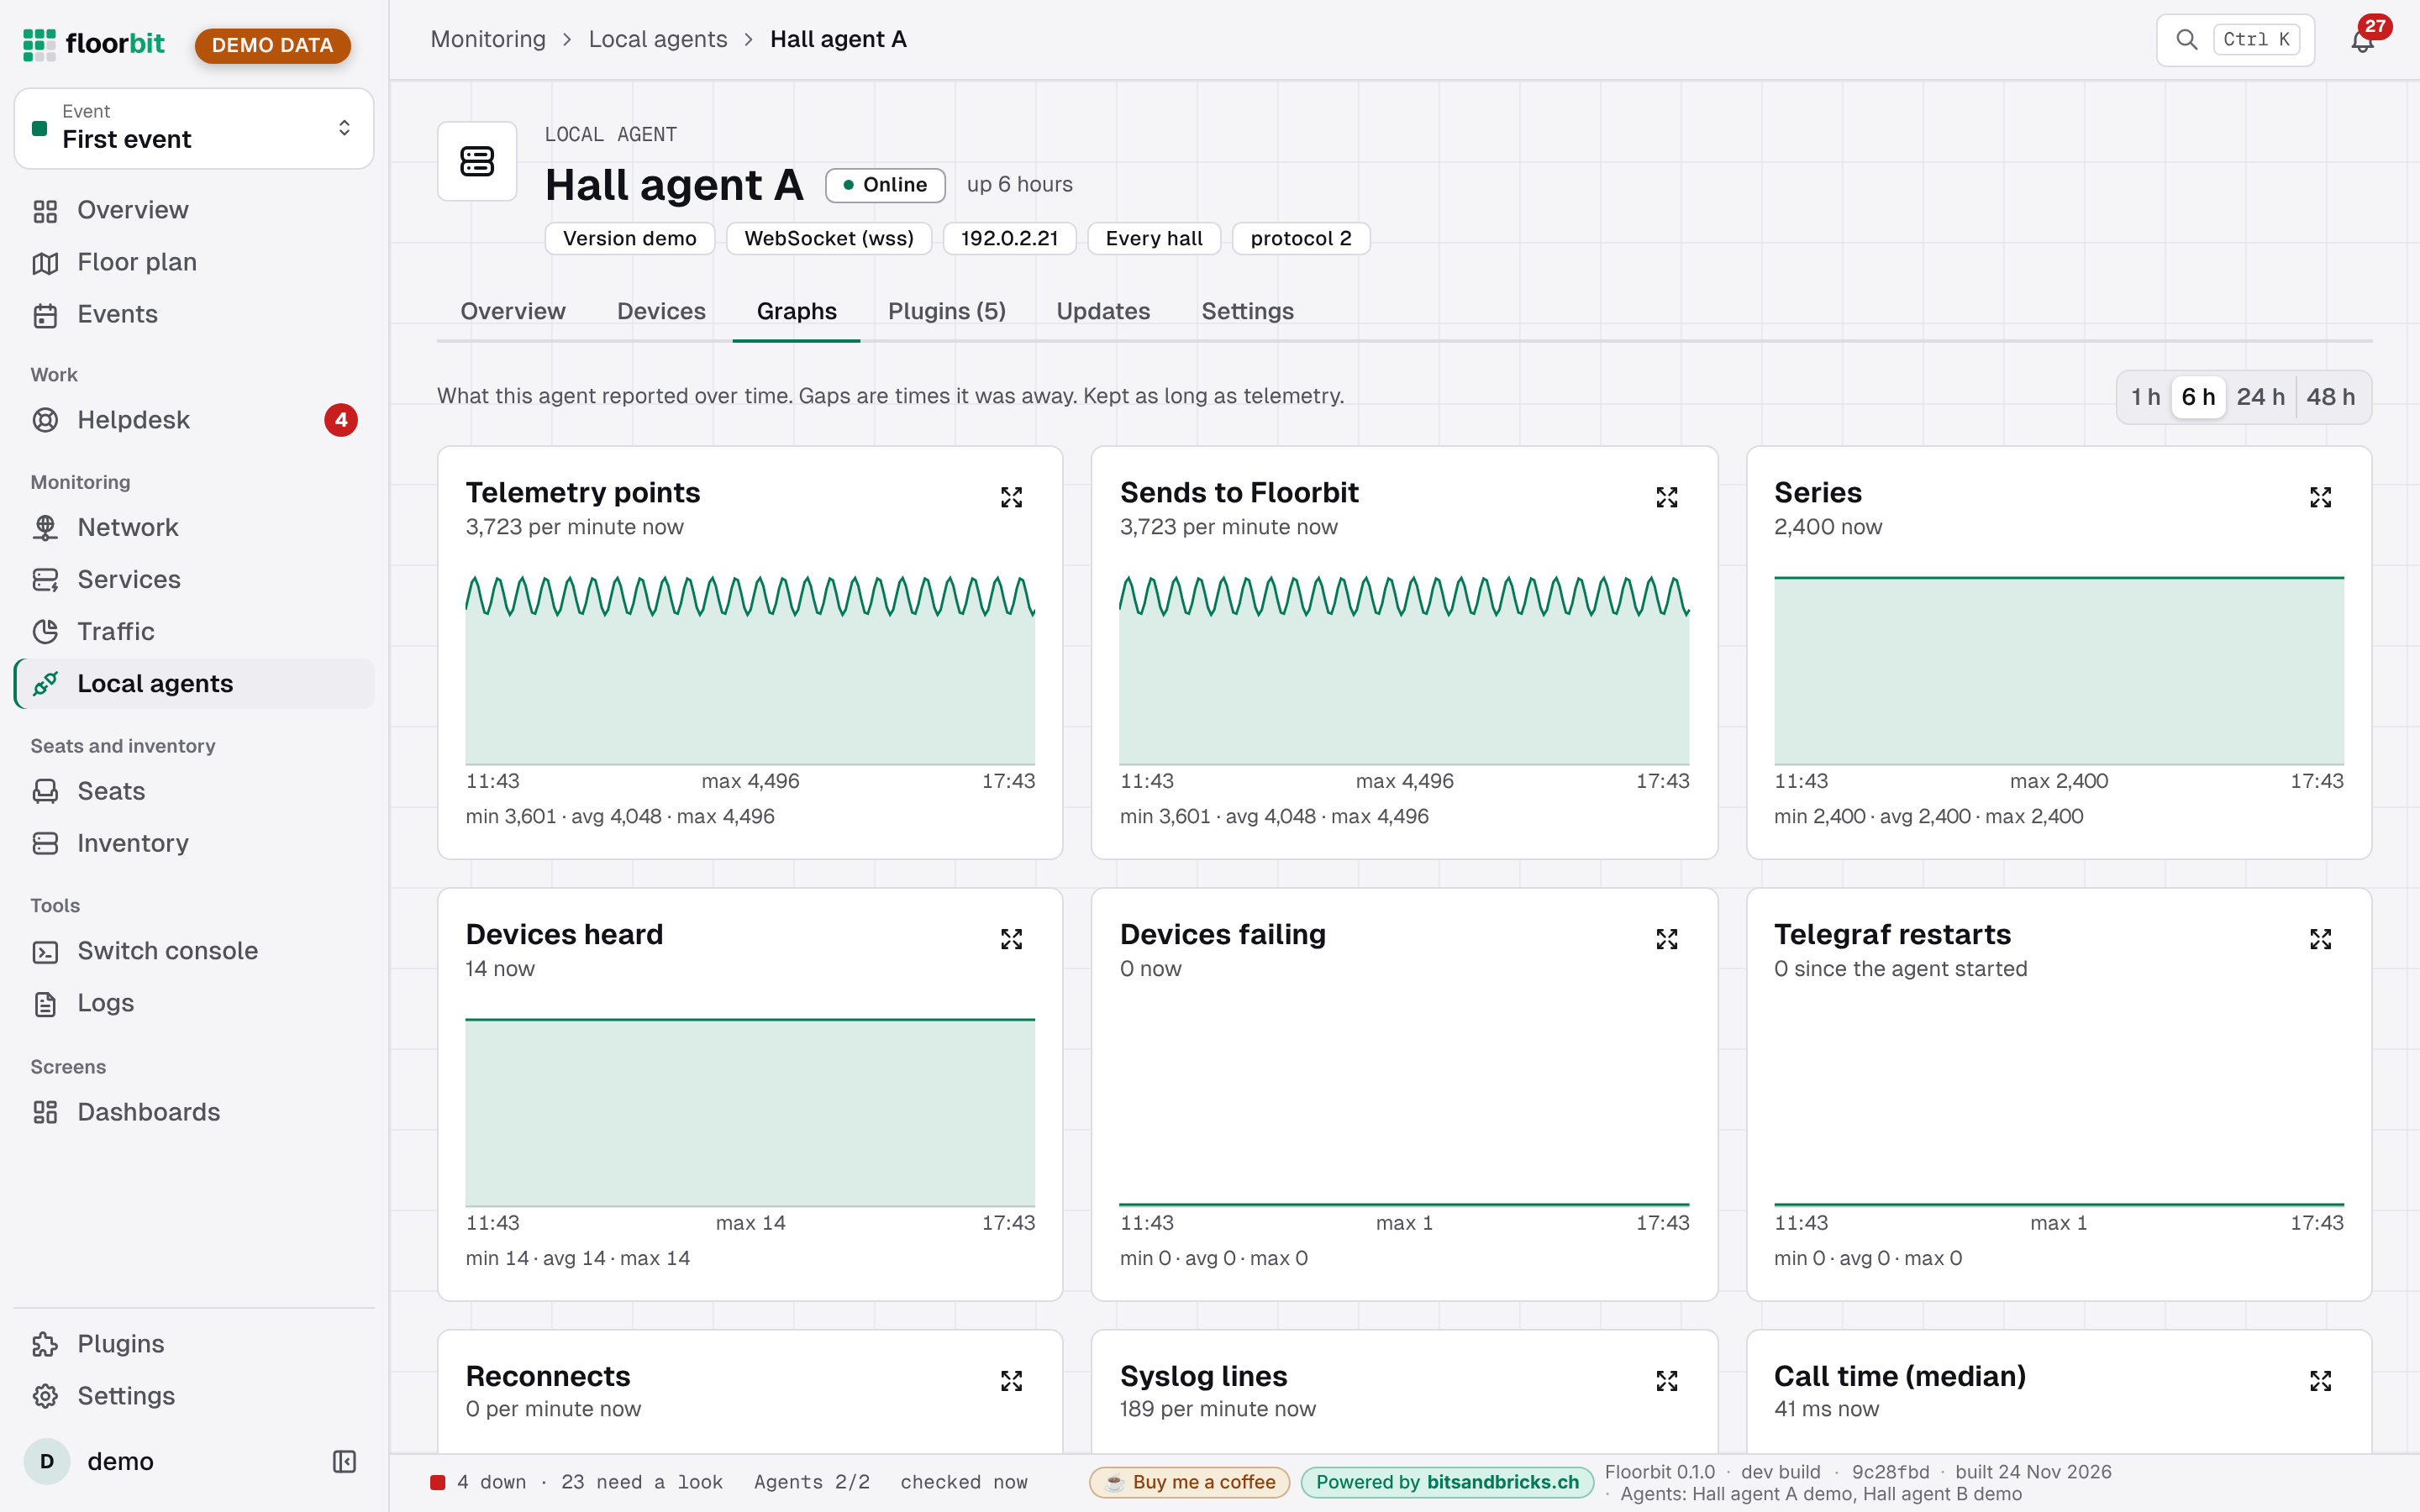 floorbit
DEMO DATA
Event
First event
Overview
Floor plan
Events
Work
Helpdesk
4
Monitoring
Network
Services
Traffic
Local agents
Seats and inventory
Seats
Inventory
Tools
Switch console
Logs
Screens
Dashboards
Plugins
Settings
D
demo
Monitoring > Local agents > Hall agent A
Ctrl K
27
LOCAL AGENT
Hall agent A
Online
up 6 hours
Version demo
WebSocket (wss)
192.0.2.21
Every hall
protocol 2
Overview
Devices
Graphs
Plugins (5)
Updates
Settings
What this agent reported over time. Gaps are times it was away. Kept as long as telemetry.
1 h
6 h
24 h
48 h
Telemetry points
3,723 per minute now
11:43
max 4,496
17:43
min 3,601 · avg 4,048 · max 4,496
Sends to Floorbit
3,723 per minute now
11:43
max 4,496
17:43
min 3,601 · avg 4,048 · max 4,496
Series
2,400 now
11:43
max 2,400
17:43
min 2,400 · avg 2,400 · max 2,400
Devices heard
14 now
11:43
max 14
17:43
min 14 · avg 14 · max 14
Devices failing
0 now
11:43
max 1
17:43
min 0 · avg 0 · max 0
Telegraf restarts
0 since the agent started
11:43
max 1
17:43
min 0 · avg 0 · max 0
Reconnects
0 per minute now
Syslog lines
189 per minute now
Call time (median)
41 ms now
4 down · 23 need a look
Agents 2/2
checked now
Buy me a coffee
Powered by bitsandbricks.ch
Floorbit 0.1.0 · dev build · 9c28fbd · built 24 Nov 2026
· Agents: Hall agent A demo, Hall agent B demo